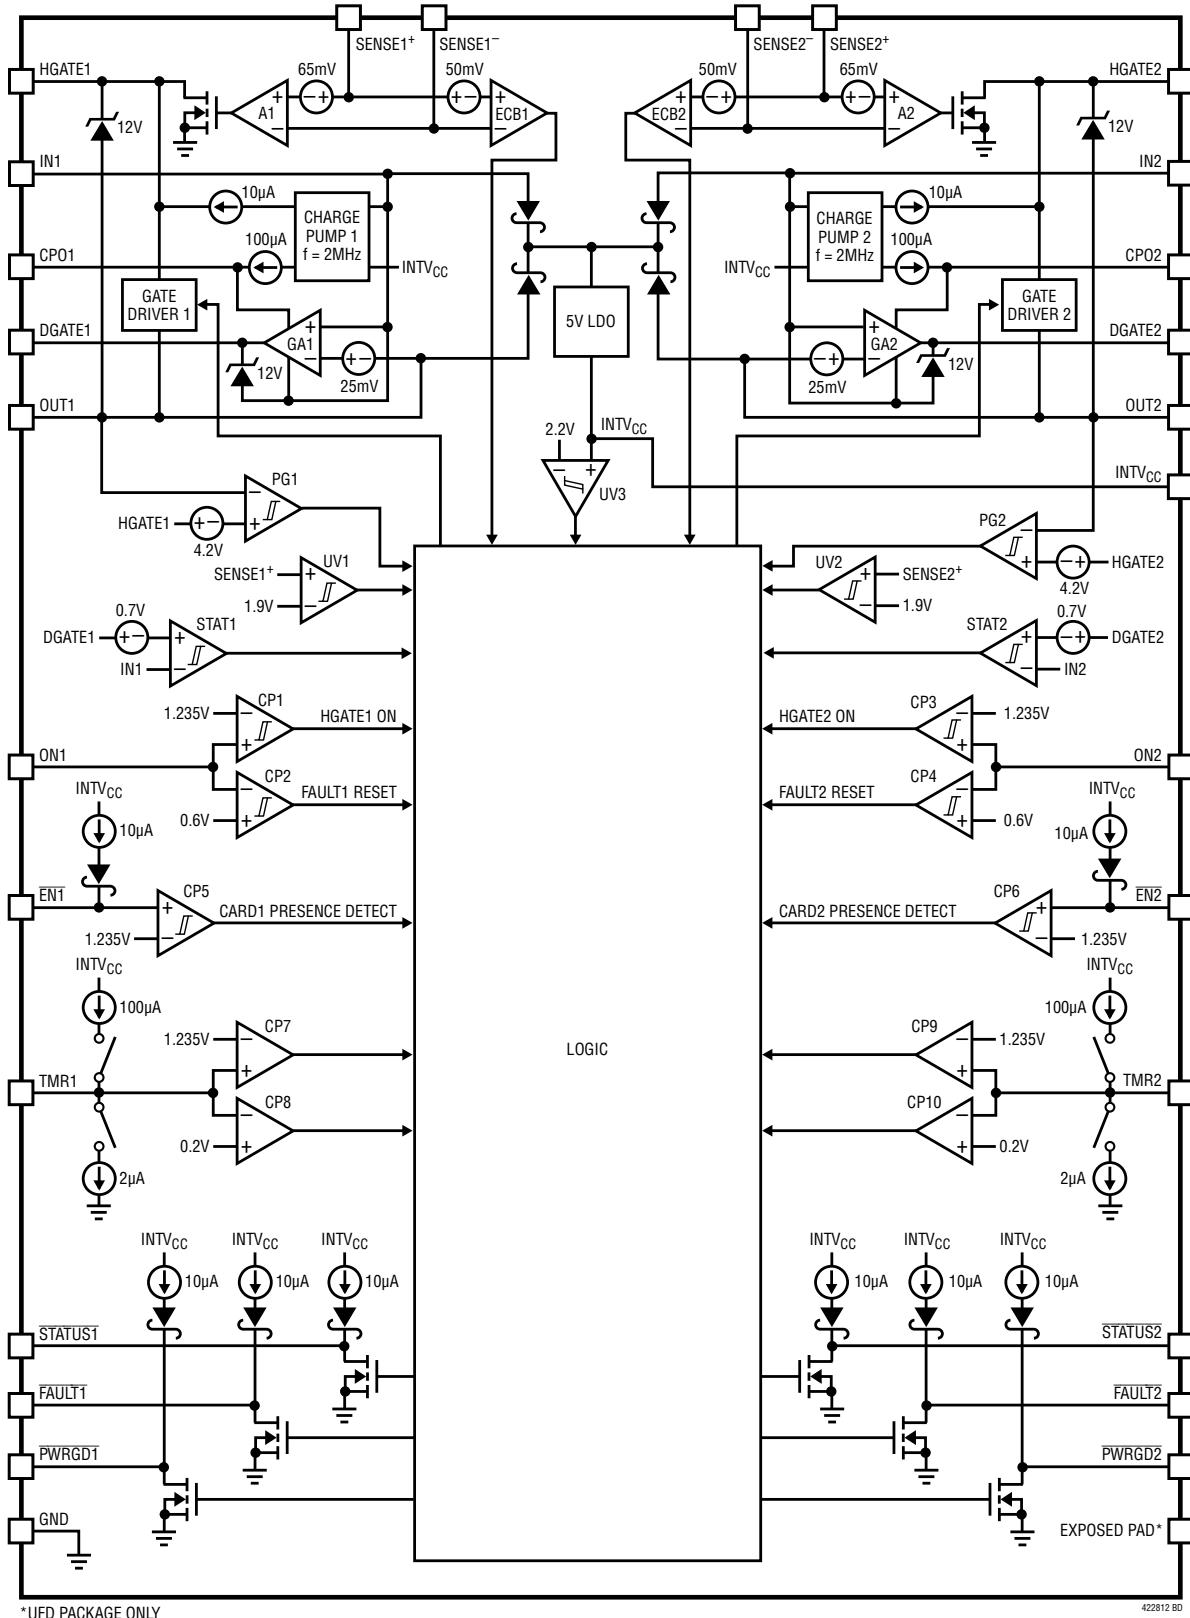 SENSE1+ SENSE1− SENSE2− SENSE2+
HGATE1 65mV 50mV 50mV 65mV HGATE2
+ −+ +− + + −+ +− +
A1 ECB1 ECB2 A2
− − − −
12V 12V
IN1 IN2
10µA CHARGE PUMP 1 f = 2MHz CHARGE PUMP 2 f = 2MHz 10µA
100µA 100µA
CPO1 INTVCC INTVCC CPO2
GATE DRIVER 1 5V LDO GATE DRIVER 2
DGATE1 + GA1 − + GA2 − DGATE2
12V +− 25mV −+ 25mV 12V
OUT1 OUT2
2.2V INTVCC
− + UV3
INTVCC
PG1 − + PG2 − +
HGATE1 +− 4.2V −+ HGATE2 4.2V
UV1 UV2
SENSE1+ + + SENSE2+
1.9V − − 1.9V
0.7V 0.7V
STAT1 STAT2
DGATE1 +− + + −+ DGATE2
IN1 − − IN2
CP1 CP3
1.235V − HGATE1 ON HGATE2 ON − 1.235V
+ +
ON1 ON2
CP2 CP4
− FAULT1 RESET FAULT2 RESET −
0.6V + + 0.6V
INTVCC INTVCC
10µA 10µA
EN1 EN2
CP5 CP6
+ CARD1 PRESENCE DETECT CARD2 PRESENCE DETECT +
1.235V − − 1.235V
INTVCC INTVCC
100µA 100µA
CP7 CP9
1.235V − LOGIC − 1.235V
+ +
TMR1 TMR2
CP8 CP10
− −
0.2V + + 0.2V
2µA 2µA
INTVCC INTVCC INTVCC INTVCC INTVCC INTVCC
10µA 10µA 10µA 10µA 10µA 10µA
STATUS1 STATUS2
FAULT1 FAULT2
PWRGD1 PWRGD2
GND EXPOSED PAD*
*UFD PACKAGE ONLY 422812 BD